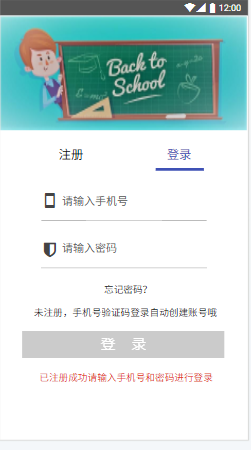 12:00
Back to
School
注册
登录
请输入手机号
请输入密码
忘记密码?
未注册，手机号验证码登录自动创建账号哦
登 录
已注册成功请输入手机号和密码进行登录